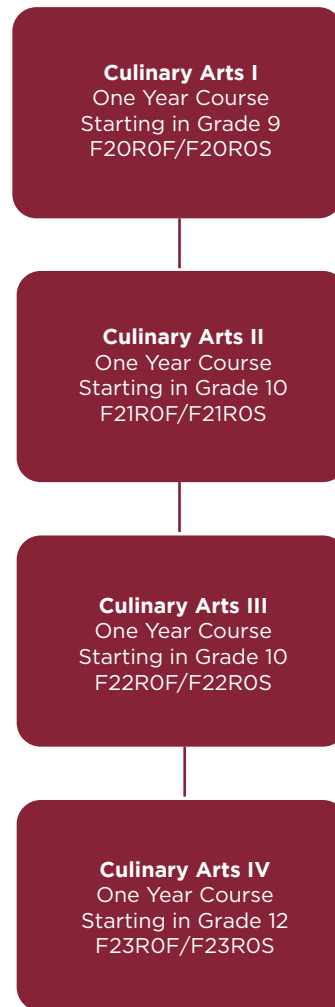 Culinary Arts I
One Year Course
Starting in Grade 9
F20R0F/F20R0S
Culinary Arts II
One Year Course
Starting in Grade 10
F21R0F/F21R0S
Culinary Arts III
One Year Course
Starting in Grade 10
F22R0F/F22R0S
Culinary Arts IV
One Year Course
Starting in Grade 12
F23R0F/F23R0S